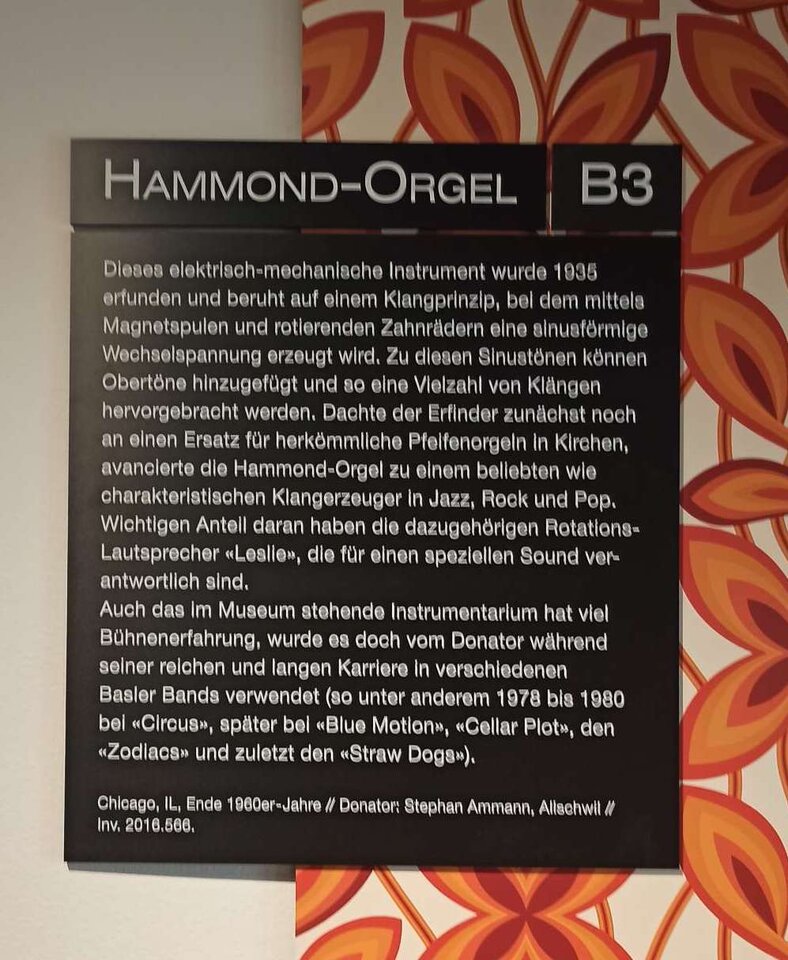 HAMMOND-ORGEL B3
Dieses elektrisch-mechanische Instrument wurde 1935
erfunden und beruht auf einem Klangprinzip, bei dem mittels
Magnetspulen und rotierenden Zahnrädern eine sinusförmige
Wechselspannung erzeugt wird. Zu diesen Sinustönen können
Obertöne hinzugefügt und so eine Vielzahl von Klängen
hervorgebracht werden. Dachte der Erfinder zunächst noch
an einen Ersatz für herkömmliche Pfeifenorgeln in Kirchen,
avancierte die Hammond-Orgel zu einem beliebten wie
charakteristischen Klangerzeuger in Jazz, Rock und Pop.
Wichtigen Anteil daran haben die dazugehörigen Rotations-
Lautsprecher «Leslie», die für einen speziellen Sound ver-
antwortlich sind.
Auch das im Museum stehende Instrumentarium hat viel
Bühnenerfahrung, wurde es doch vom Donator während
seiner reichen und langen Karriere in verschiedenen
Basler Bands verwendet (so unter anderem 1978 bis 1980
bei «Circus», später bei «Blue Motion», «Cellar Plot», den
«Zodiacs» und zuletzt den «Straw Dogs»).
Chicago, IL, Ende 1960er-Jahre // Donator: Stephan Ammann, Allschwil //
Inv. 2016.566.